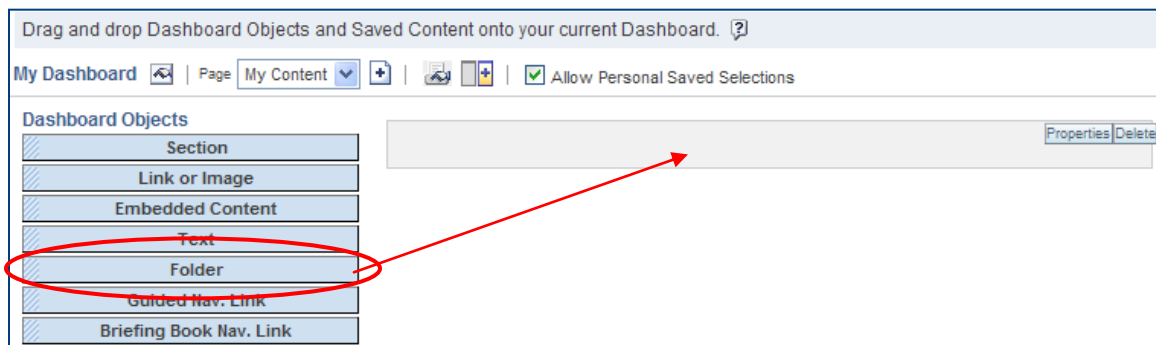 Drag and drop Dashboard Objects and Saved Content onto your current Dashboard. ?
My Dashboard | Page My Content | Allow Personal Saved Selections
Dashboard Objects
Properties Delete
Section
Link or Image
Embedded Content
Text
Folder
Guided Nav. Link
Briefing Book Nav. Link